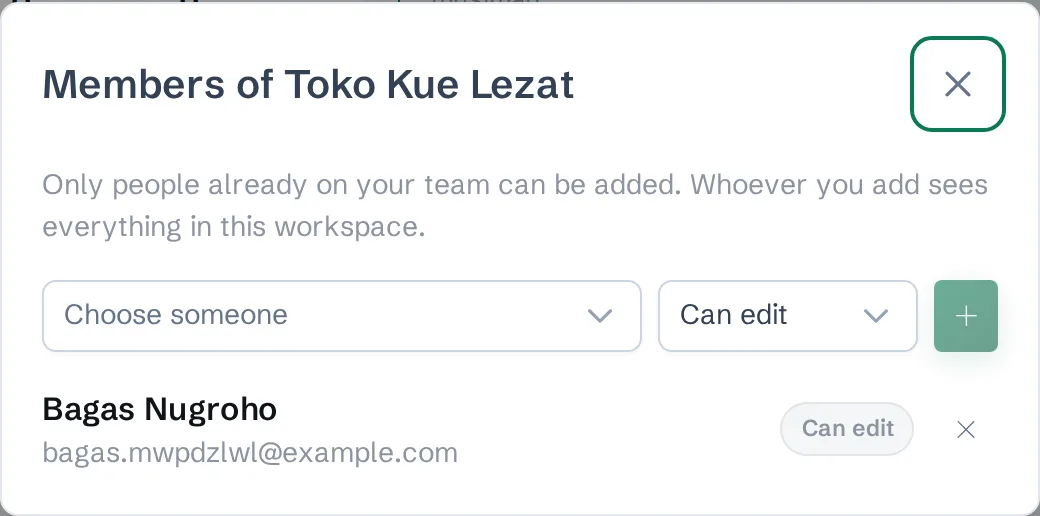 Members of Toko Kue Lezat
Only people already on your team can be added. Whoever you add sees
everything in this workspace.
Choose someone
Can edit
Bagas Nugroho
bagas.mwpdzlwl@example.com
Can edit